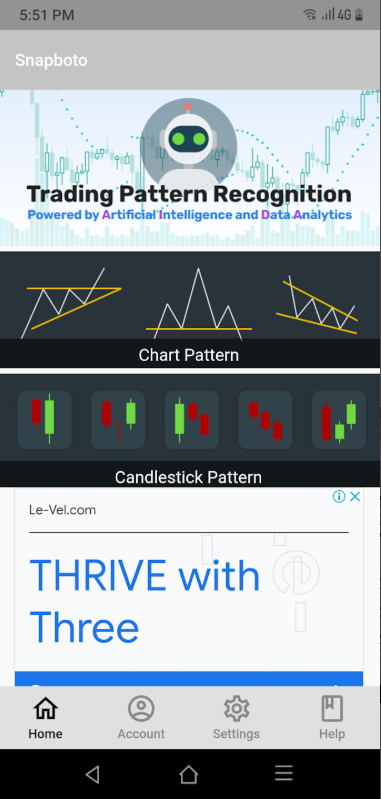 5:51 PM 4G
Snapboto
Trading Pattern Recognition
Powered by Artificial Intelligence and Data Analytics
Chart Pattern
Candlestick Pattern
Le-Vel.com
THRIVE with
Three
Home Account Settings Help